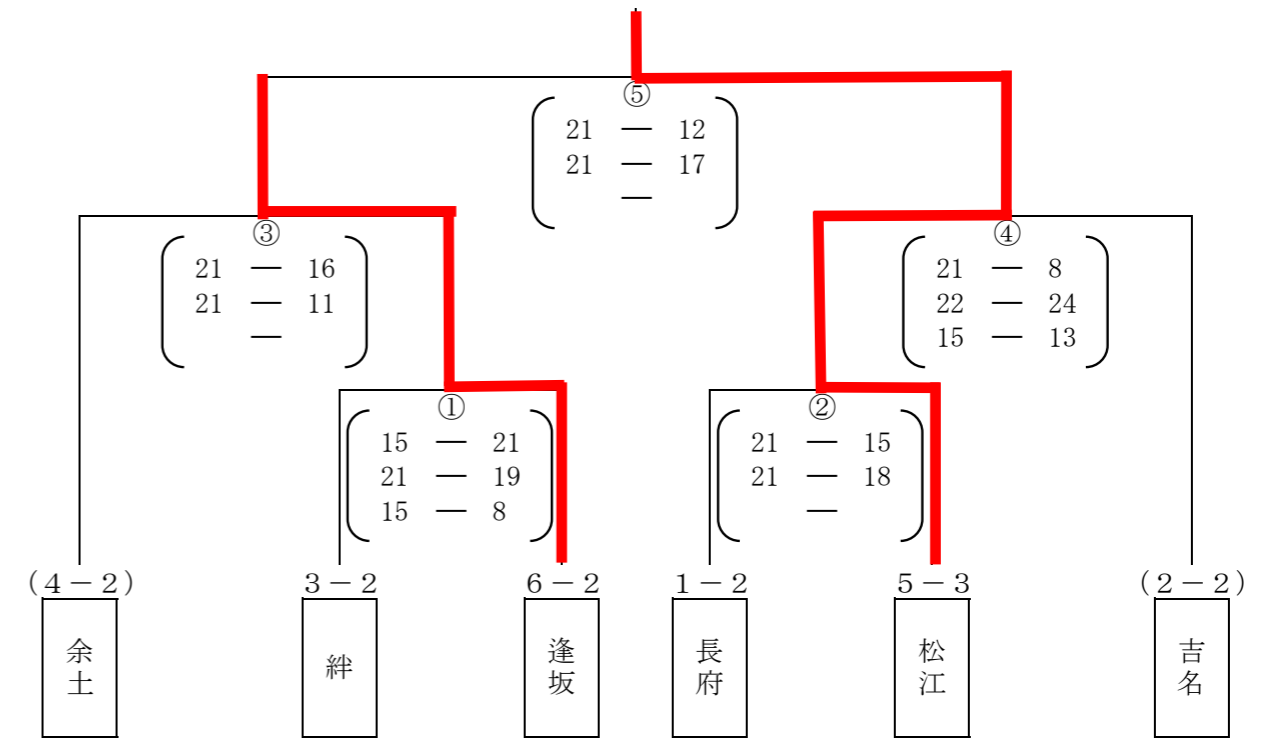 ⑤
21 — 12
21 — 17
—
③
21 — 16
21 — 11
—
④
21 — 8
22 — 24
15 — 13
①
15 — 21
21 — 19
15 — 8
②
21 — 15
21 — 18
—
(4－2)
3－2
6－2
1－2
5－3
(2－2)
余土
絆
逢坂
長府
松江
吉名